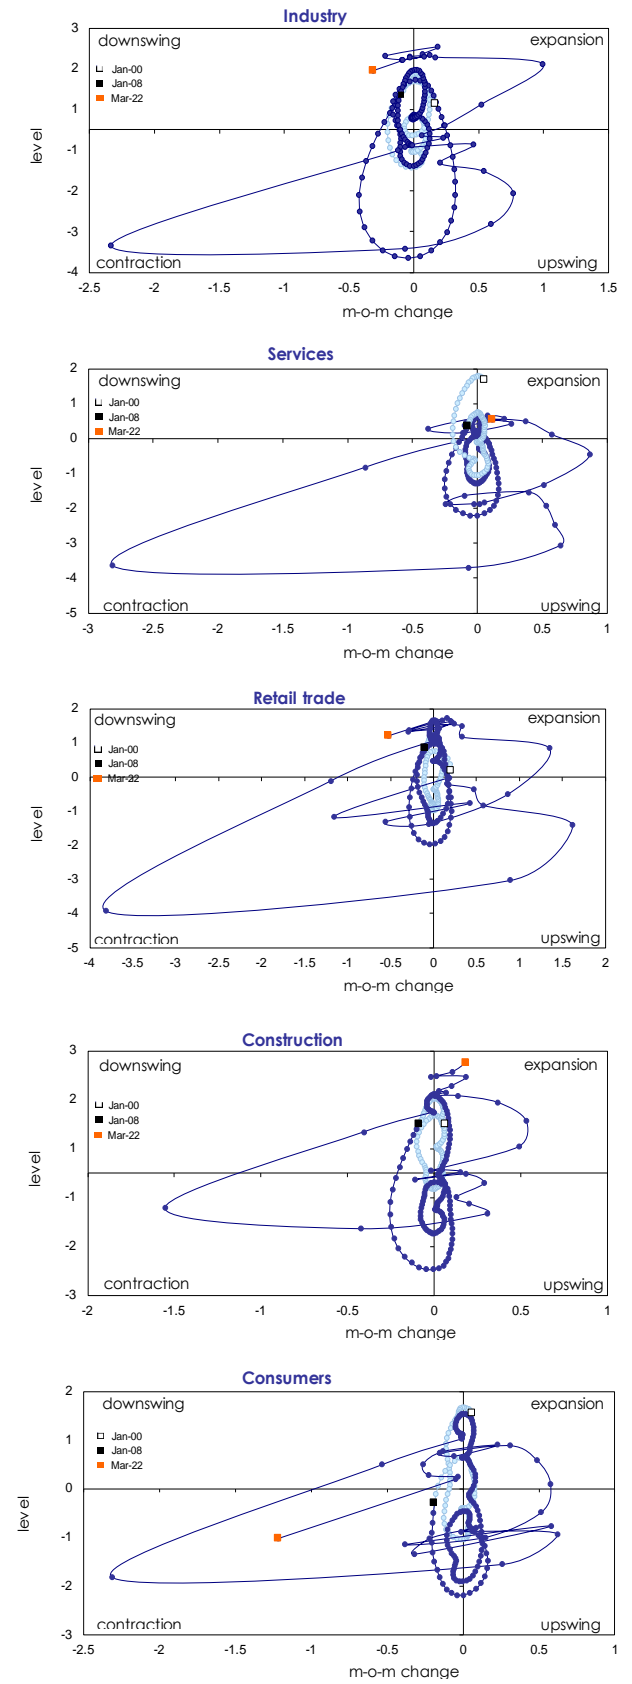 Industry
3
downswing
expansion
2
Jan-00
Jan-08
Mar-22
1
level
-1
-2
-3
contraction
upswing
-4
-2.5 -2 -1.5 -1 -0.5 0 0.5 1 1.5
m-o-m change
Services
2
downswing
expansion
1
Jan-00
Jan-08
Mar-22
0
level
-1
-2
-3
-4
contraction
upswing
-5
-3 -2.5 -2 -1.5 -1 -0.5 0 0.5 1
m-o-m change
Retail trade
2
downswing
expansion
1
Jan-00
Jan-08
Mar-22
0
level
-1
-2
-3
-4
contraction
upswing
-5
-4 -3.5 -3 -2.5 -2 -1.5 -1 -0.5 0 0.5 1 1.5 2
m-o-m change
Construction
3
downswing
expansion
2
Jan-00
Jan-08
Mar-22
1
level
-1
-2
contraction
upswing
-3
-2 -1.5 -1 -0.5 0 0.5 1
m-o-m change
Consumers
2
downswing
expansion
1
Jan-00
Jan-08
Mar-22
0
level
-1
-2
contraction
upswing
-3
-2.5 -2 -1.5 -1 -0.5 0 0.5 1
m-o-m change